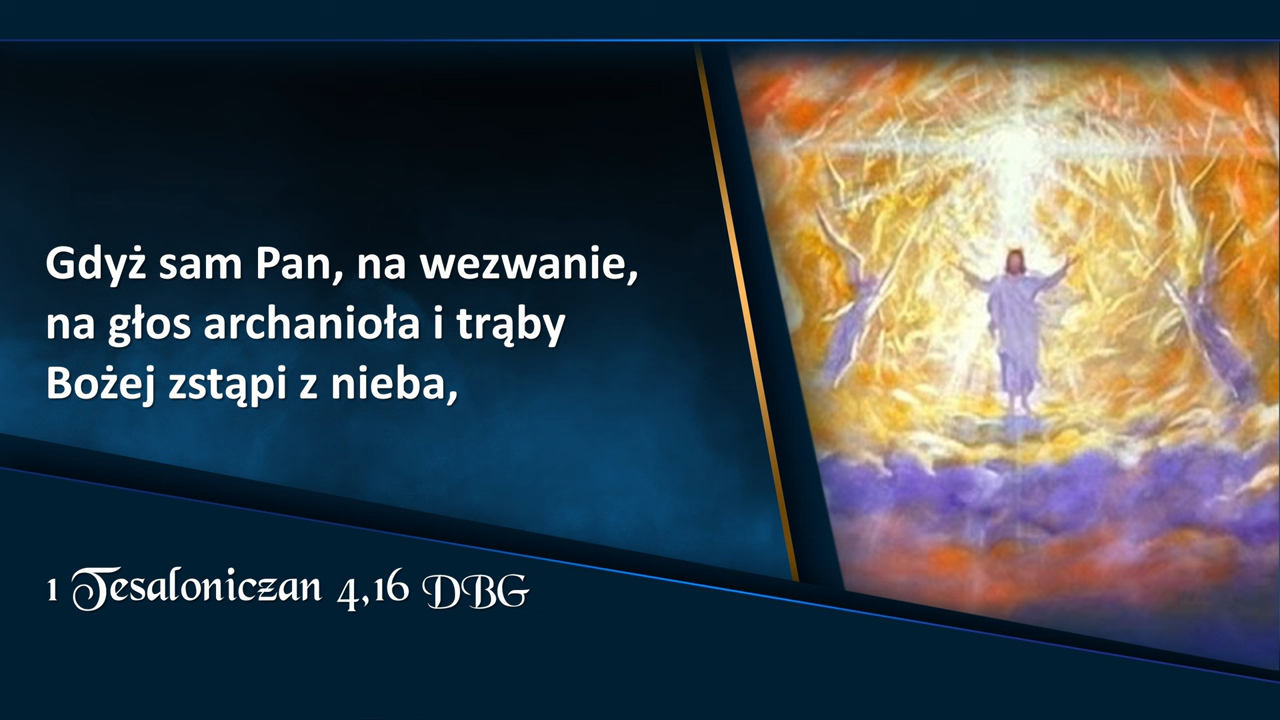 Gdyż sam Pan, na wezwanie,
na głos archanioła i trąby
Bożej zstąpi z nieba,
1 Tesaloniczan 4,16 DBG